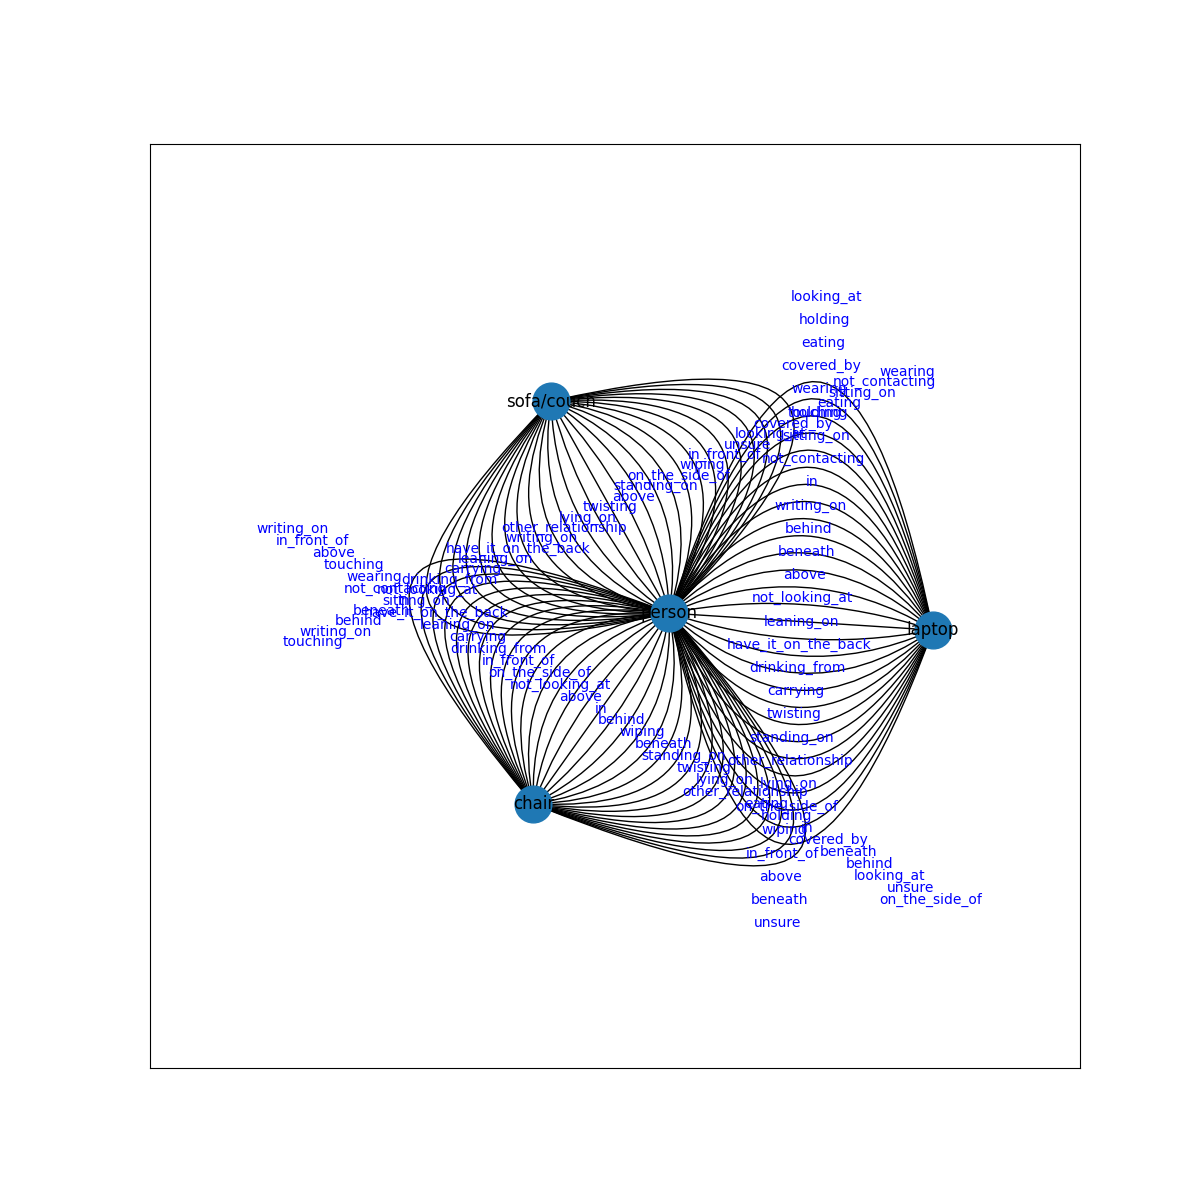 looking_at
holding
eating
covered_by
wearing
not_contacting
wearing
sitting_on
eating
holding
touching
covered_by
looking_at
sitting_on
unsure
in_front_of
not_contacting
wiping
on_the_side_of
in
standing_on
above
writing_on
twisting
lying_on
behind
other_relationship
writing_on
have_it_on_the_back
beneath
leaning_on
carrying
above
drinking_from
not_looking_at
not_looking_at
sofa/couch
writing_on
in_front_of
above
touching
wearing
not_contacting
sitting_on
in
beneath
have_it_on_the_back
behind
leaning_on
writing_on
carrying
touching
drinking_from
in_front_of
on_the_side_of
not_looking_at
above
in
behind
wiping
beneath
standing_on
twisting
lying_on
other_relationship
person
laptop
leaning_on
have_it_on_the_back
drinking_from
carrying
twisting
standing_on
other_relationship
lying_on
eating
on_the_side_of
holding
wiping
in
covered_by
in_front_of
beneath
behind
above
looking_at
unsure
beneath
on_the_side_of
unsure
chair